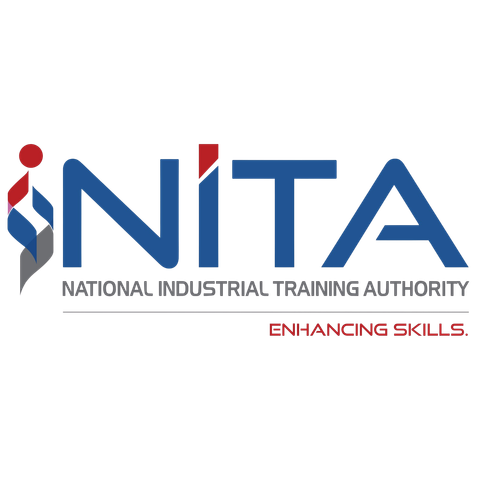 NITA
NATIONAL INDUSTRIAL TRAINING AUTHORITY
ENHANCING SKILLS.